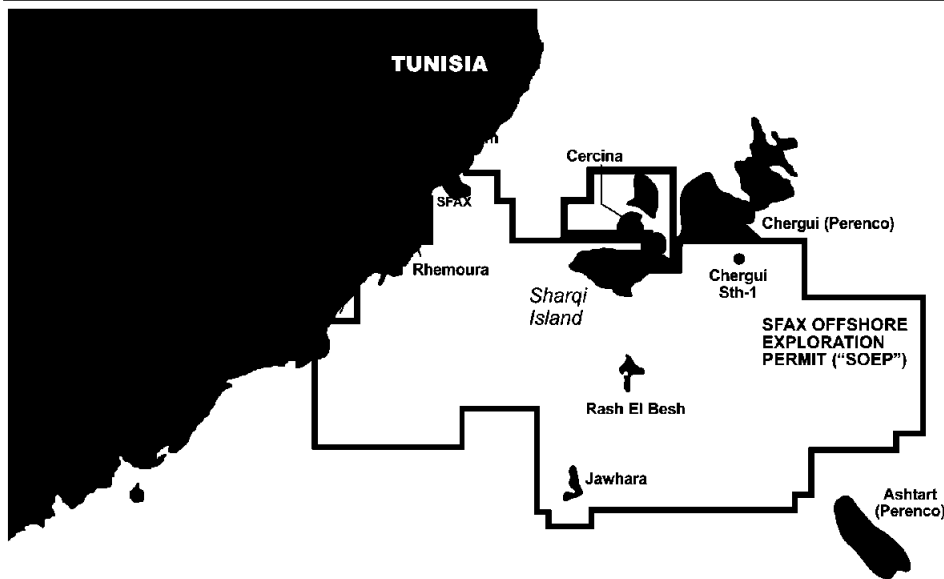 TUNISIA
Cercina
SFAX
Chergui (Perenco)
Rhemoura
Chergui
Sth-1
Sharqi
Island
SFAX OFFSHORE
EXPLORATION
PERMIT (“SOEP”)
Rash El Besh
Jawhara
Ashtart
(Perenco)